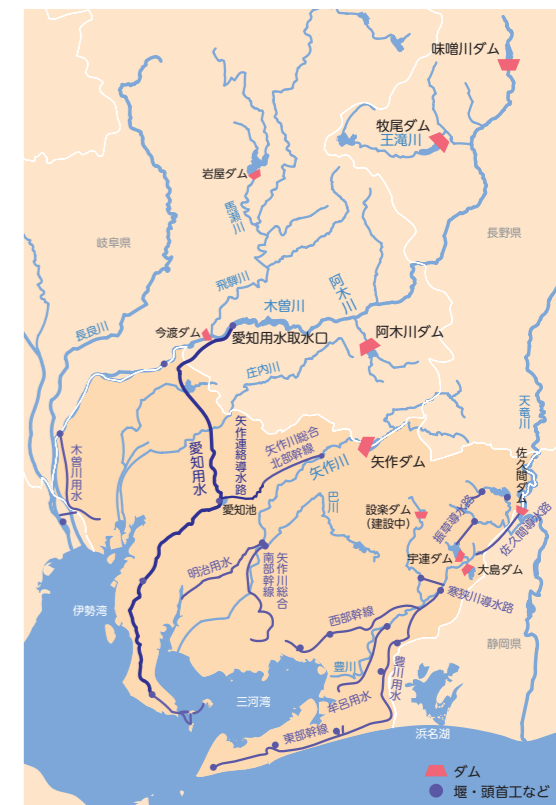 味噌川ダム
牧尾ダム
王滝川
岩屋ダム
馬瀬川
岐阜県
長野県
飛騨川
阿木川
木曽川
長良川
今渡ダム
愛知用水取水口
阿木川ダム
庄内川
天竜川
木曽川用水
愛知用水
矢作連絡導水路
矢作川総合
北部幹線
矢作川
矢作ダム
佐久間ダム
愛知池
巴川
設楽ダム
(建設中)
振草導水路
佐久間導水路
明治用水
矢作川総合
南部幹線
宇連ダム
大島ダム
寒狭川導水路
伊勢湾
西部幹線
静岡県
豊川
豊川用水
三河湾
牟呂用水
東部幹線
浜名湖
ダム
堰・頭首工など